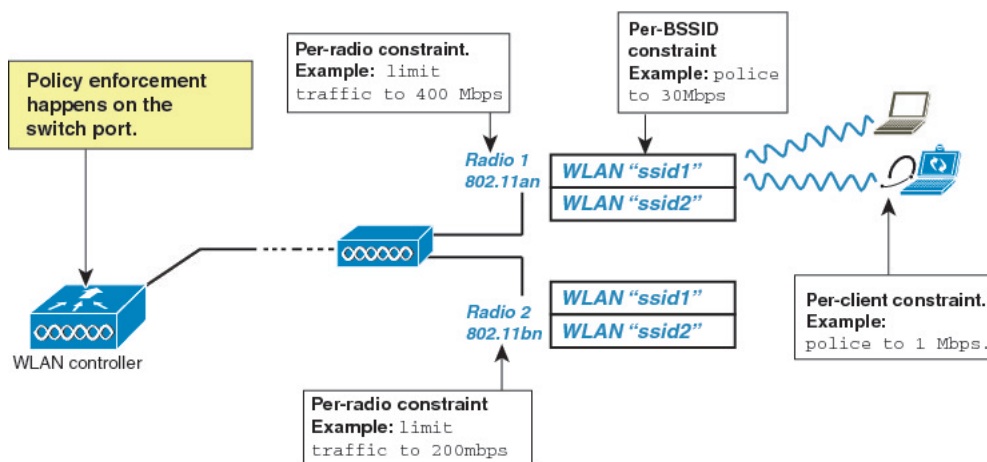 Policy enforcement
happens on the
switch port.
Per-radio constraint.
Example: limit
traffic to 400 Mbps
Per-BSSID
constraint
Example: police
to 30Mbps
Radio 1
802.11an
WLAN “ssid1”
WLAN “ssid2”
WLAN controller
Radio 2
802.11bn
WLAN “ssid1”
WLAN “ssid2”
Per-client constraint.
Example:
police to 1 Mbps.
Per-radio constraint
Example: limit
traffic to 200mbps